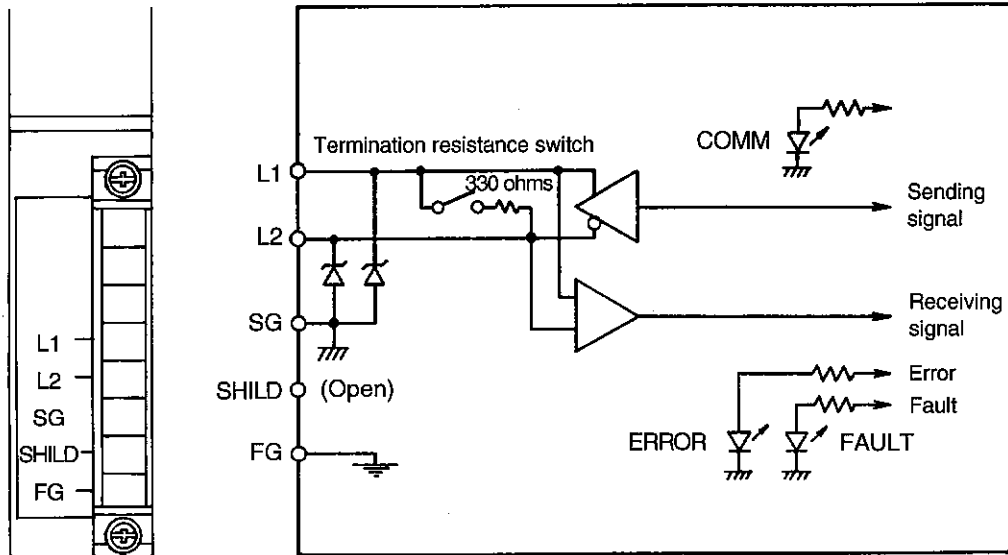 L1
L2
SG
SHILD
FG
Termination resistance switch
330 ohms
L1
L2
SG
SHILD (Open)
FG
COMM
Sending
signal
Receiving
signal
Error
Fault
ERROR FAULT